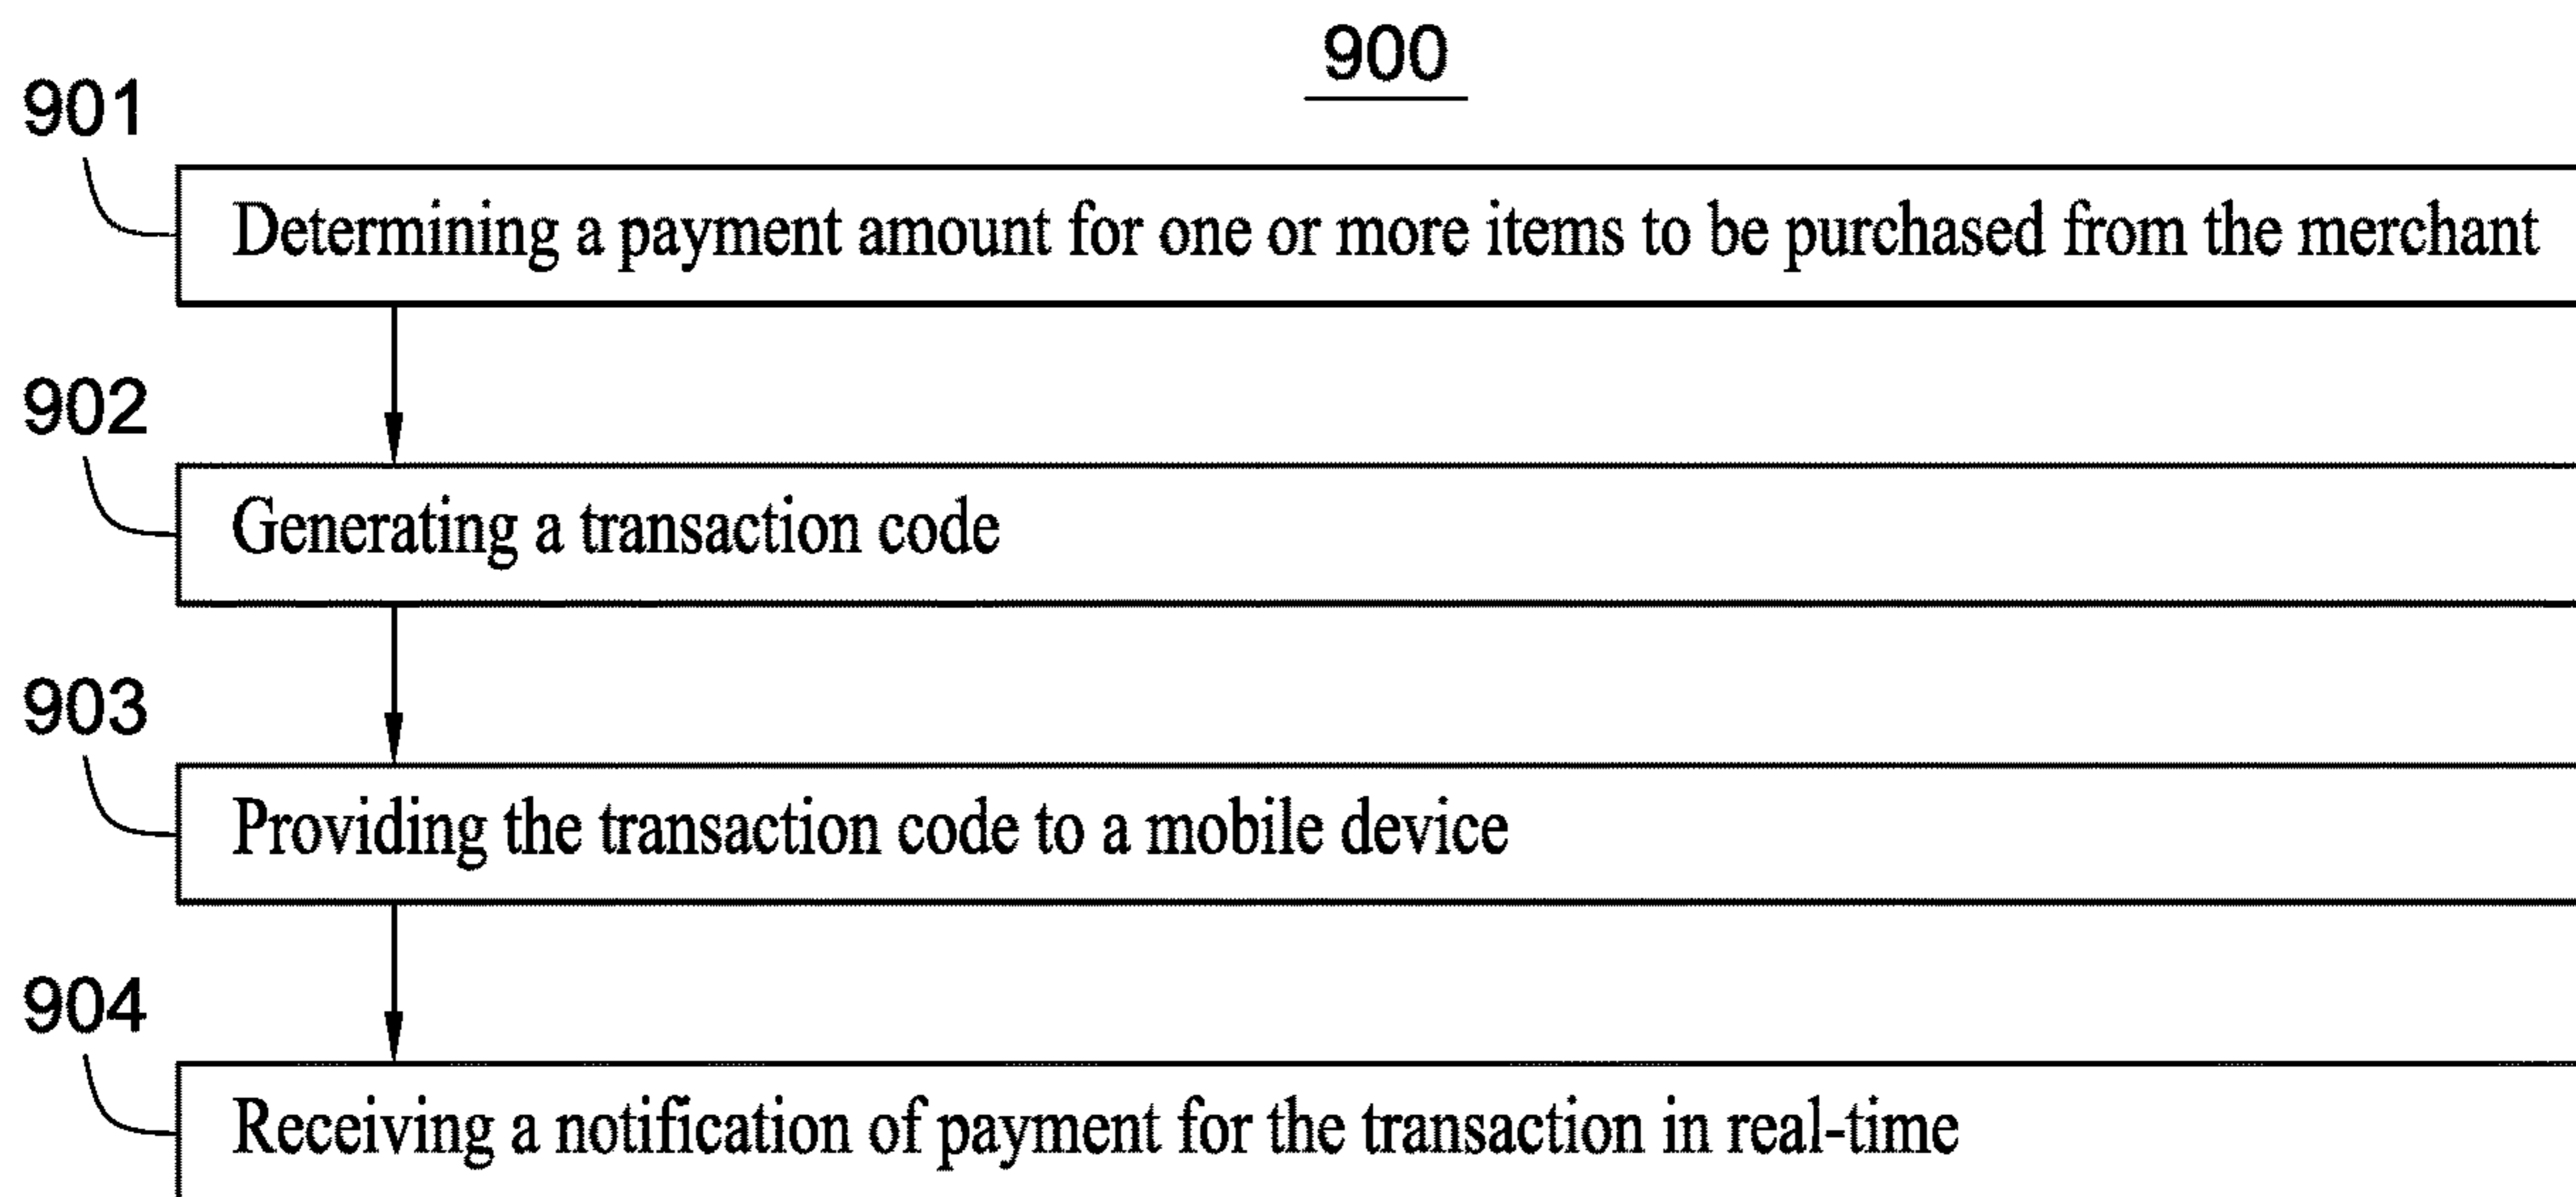 900
901
Determining a payment amount for one or more items to be purchased from the merchant
902
Generating a transaction code
903
Providing the transaction code to a mobile device
904
Receiving a notification of payment for the transaction in real-time